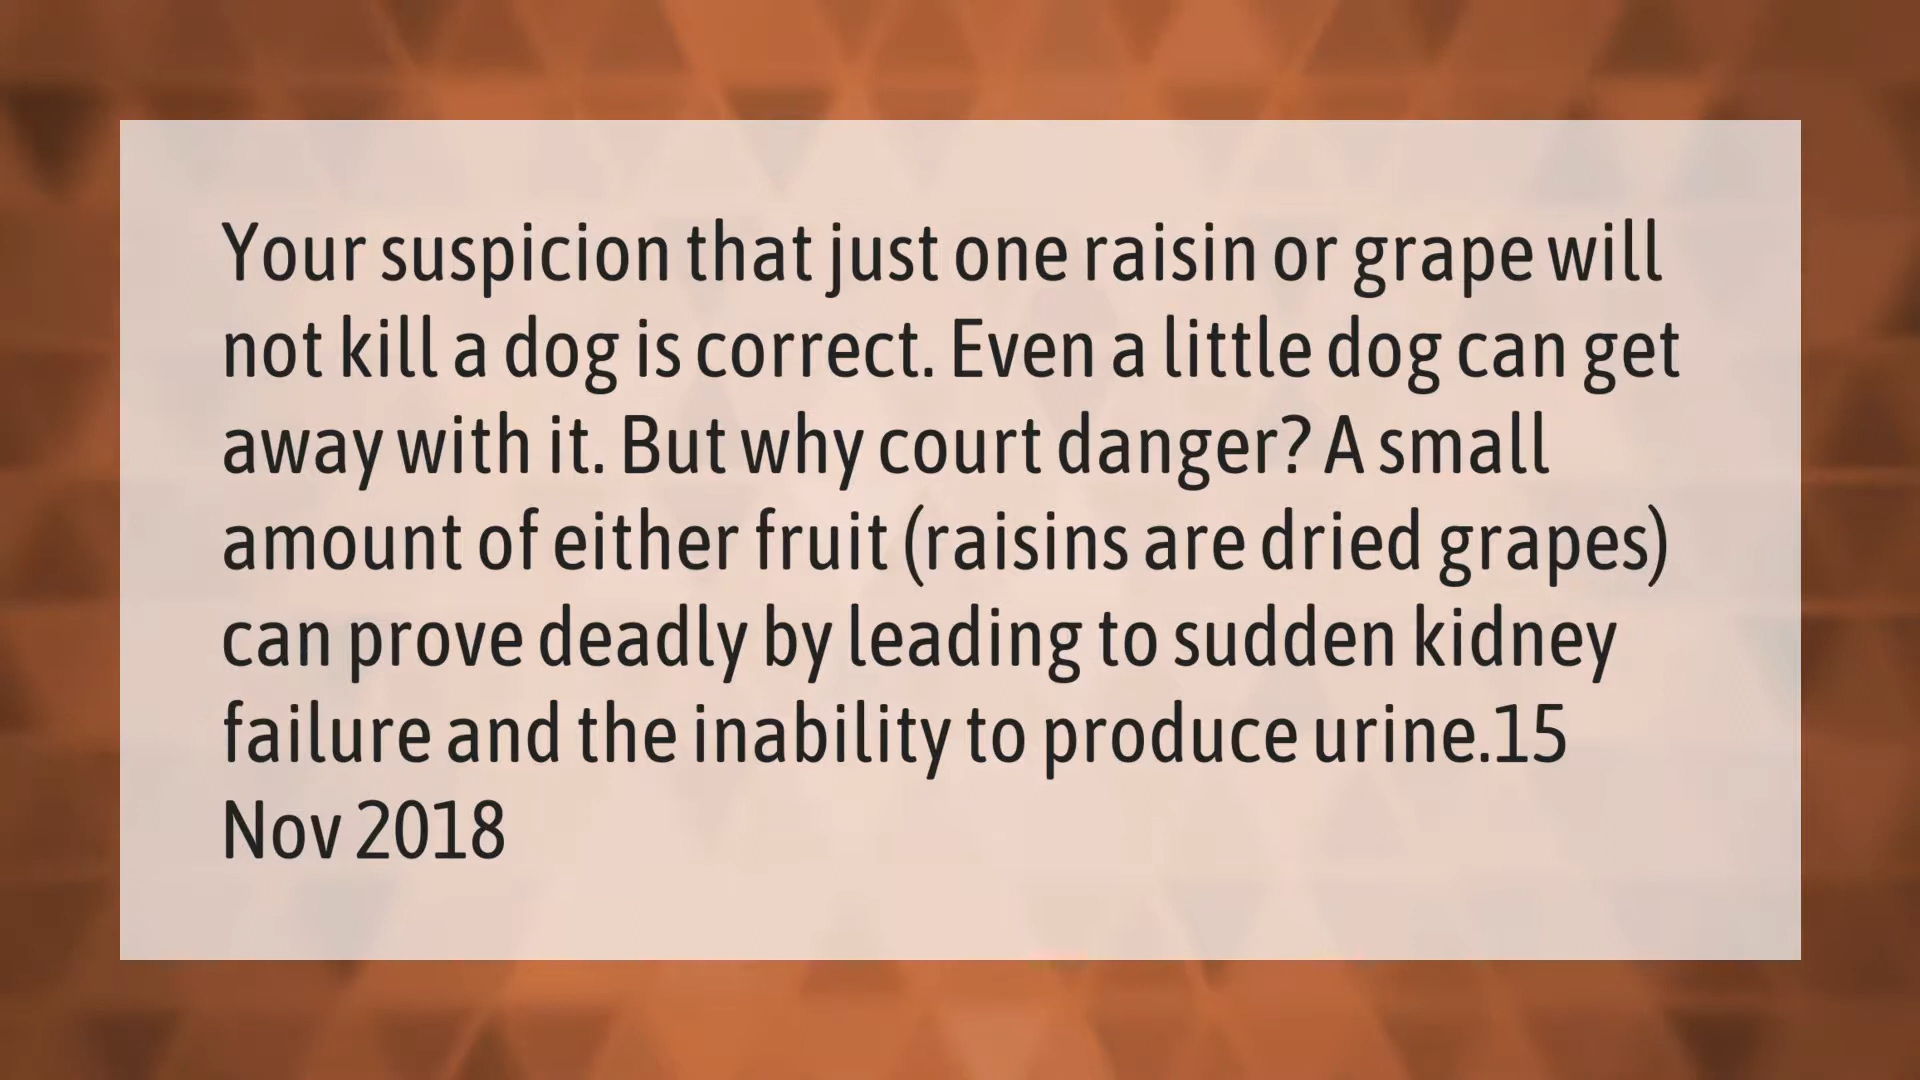 Your suspicion that just one raisin or grape will
not kill a dog is correct. Even a little dog can get
away with it. But why court danger? A small
amount of either fruit (raisins are dried grapes)
can prove deadly by leading to sudden kidney
failure and the inability to produce urine.15
Nov 2018